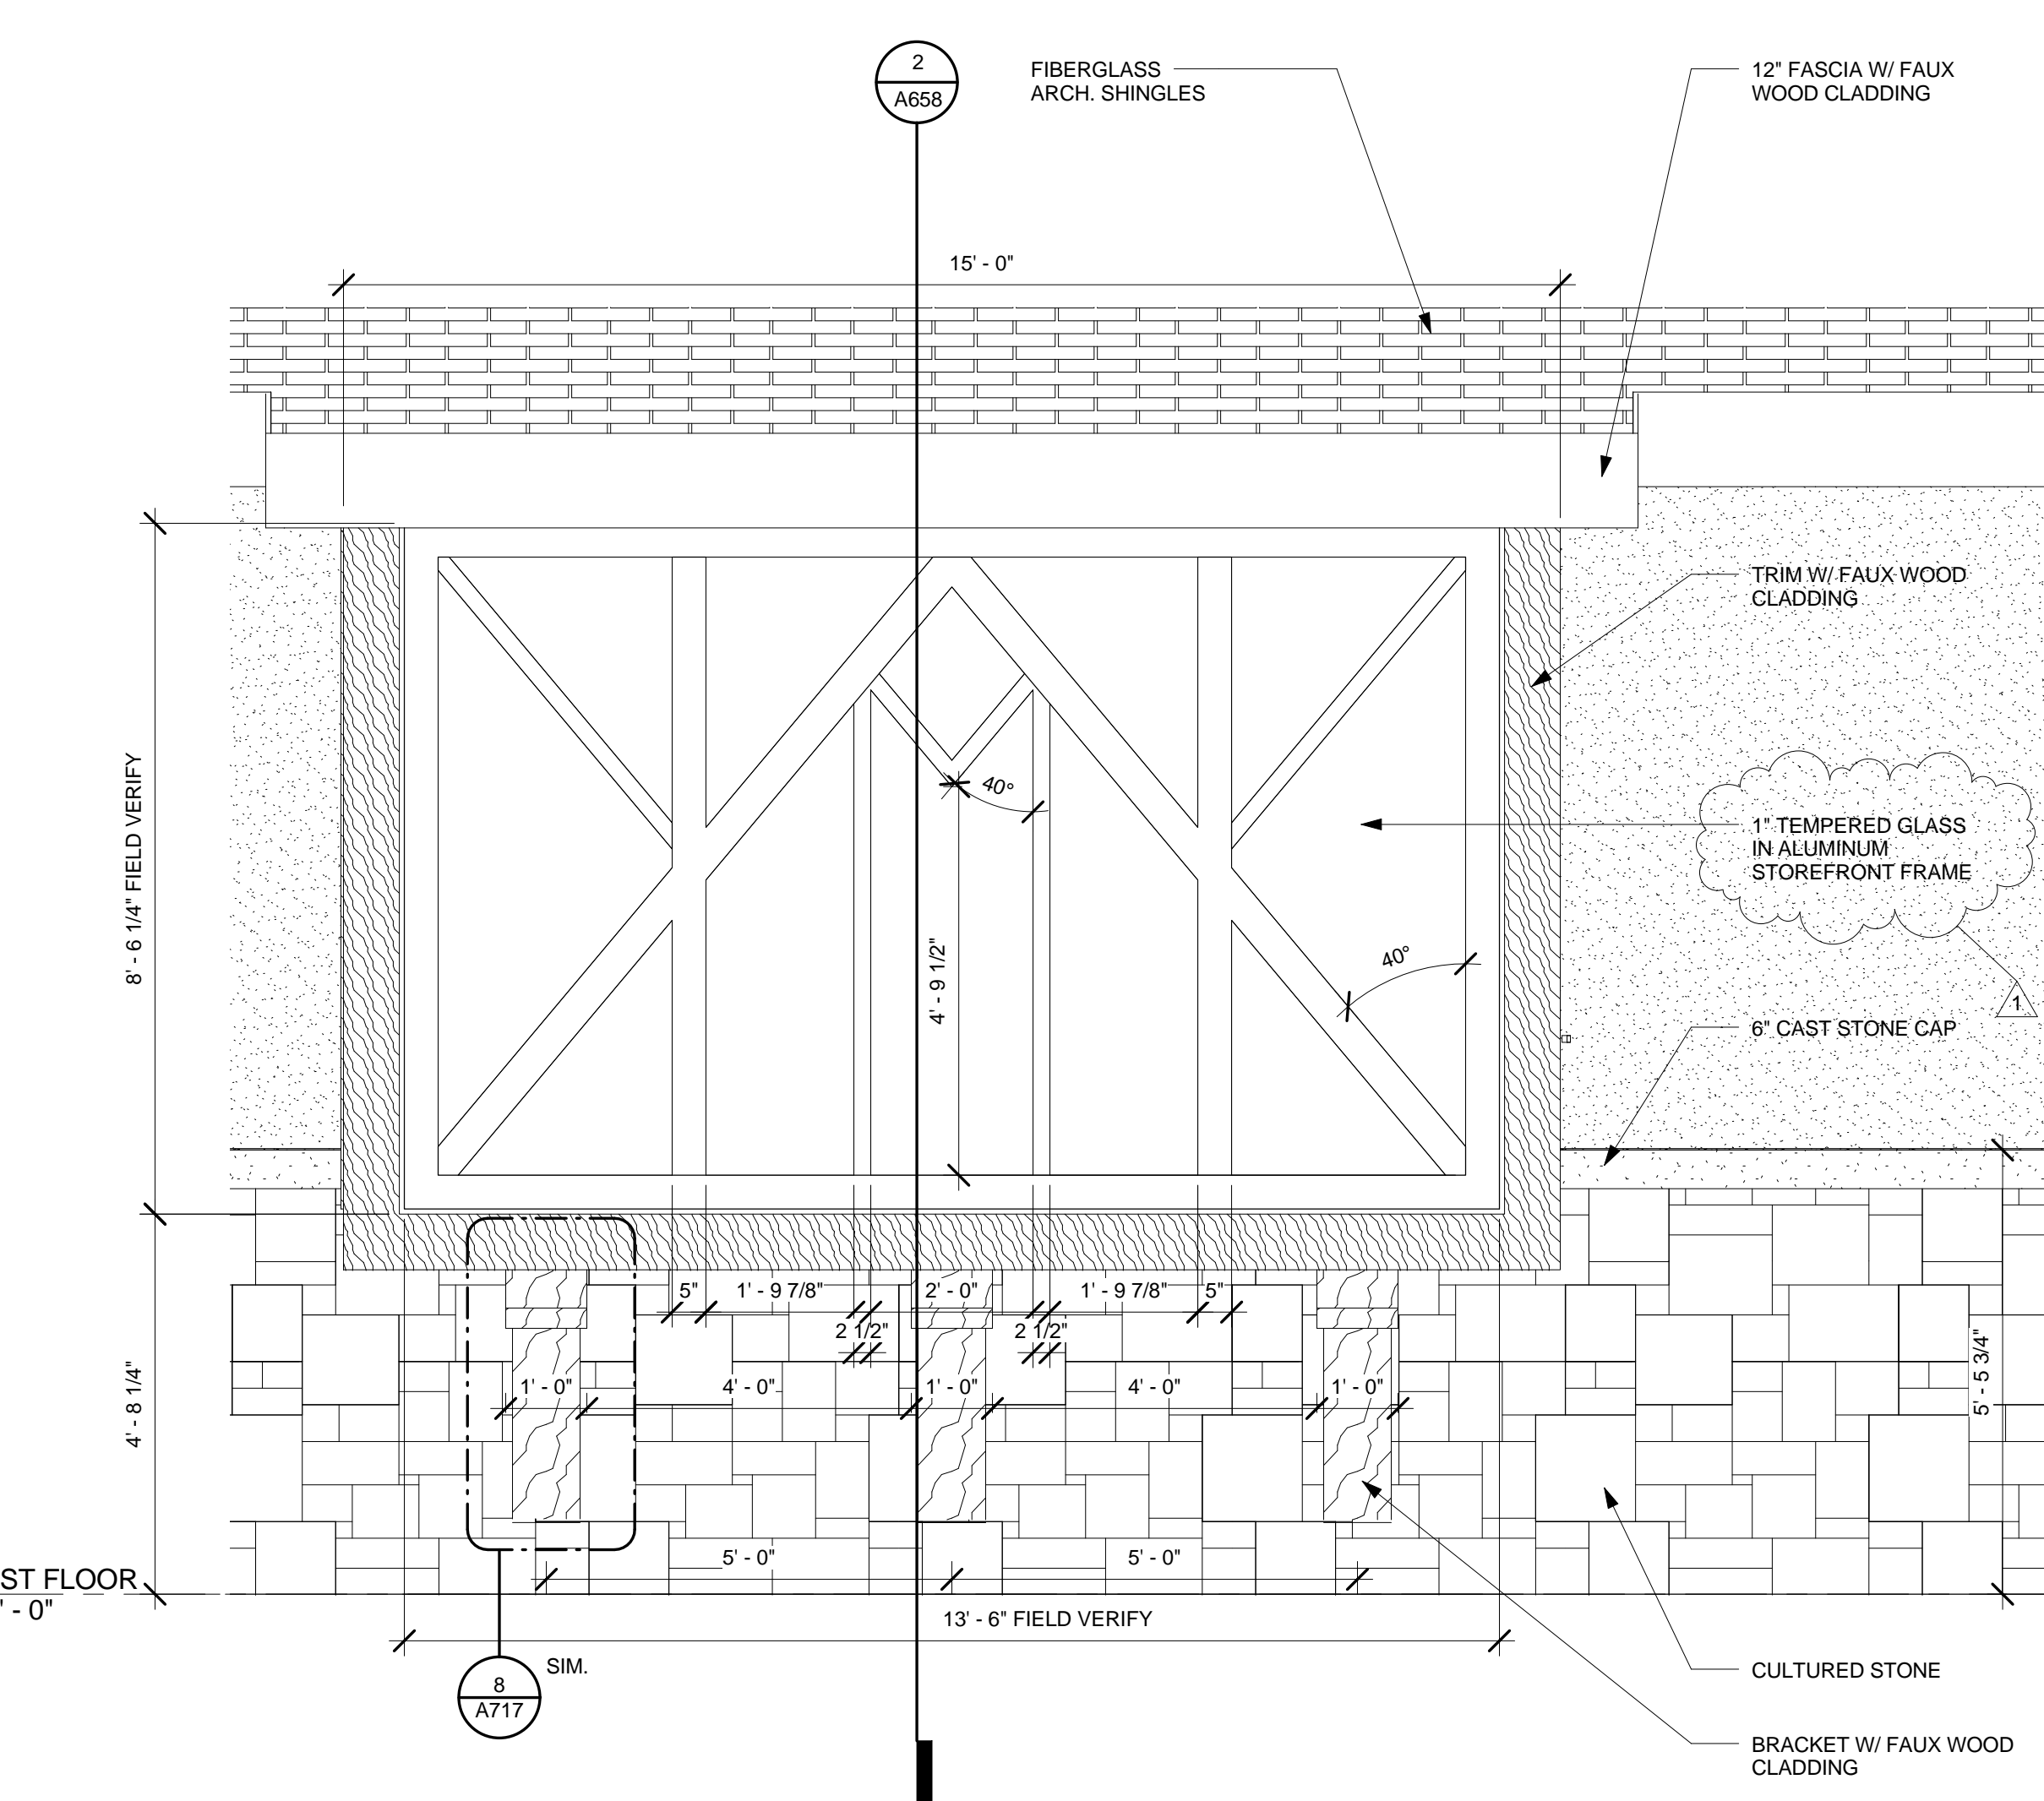 2
A658
FIBERGLASS
ARCH. SHINGLES
12" FASCIA W/ FAUX
WOOD CLADDING
15' - 0"
TRIM W/ FAUX WOOD
CLADDING
8' - 6 1/4" FIELD VERIFY
40°
1" TEMPERED GLASS
IN ALUMINUM
STOREFRONT FRAME
4' - 9 1/2"
40°
1
6" CAST STONE CAP
5"
1' - 9 7/8"
2' - 0"
1' - 9 7/8"
5"
2 1/2"
2 1/2"
4' - 8 1/4"
1' - 0"
4' - 0"
1' - 0"
4' - 0"
1' - 0"
5' - 5 3/4"
5' - 0"
5' - 0"
ST FLOOR
' - 0"
13' - 6" FIELD VERIFY
SIM.
8
A717
CULTURED STONE
BRACKET W/ FAUX WOOD
CLADDING